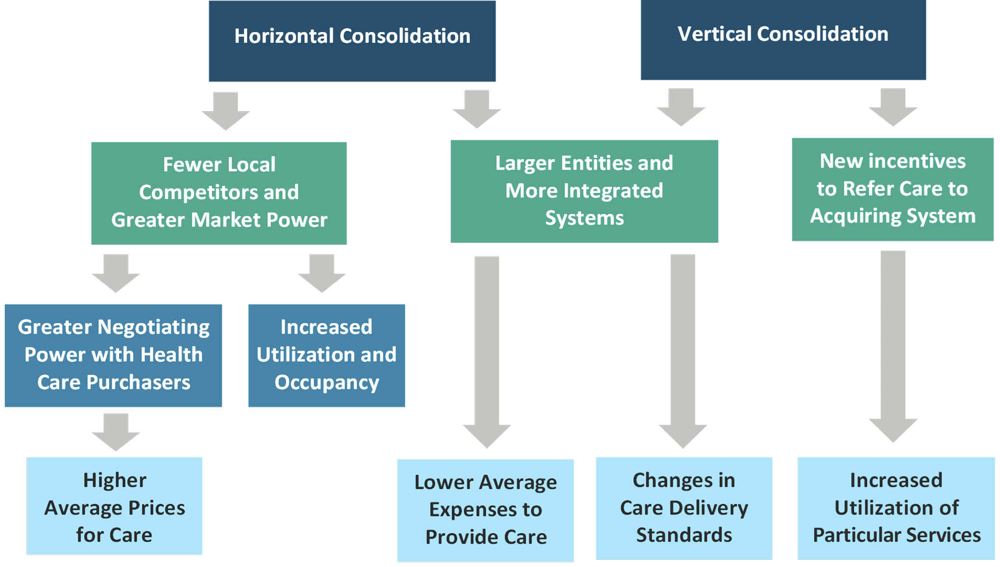 Horizontal Consolidation
Vertical Consolidation
Fewer Local
Competitors and
Greater Market Power
Larger Entities and
More Integrated
Systems
New incentives
to Refer Care to
Acquiring System
Greater Negotiating
Power with Health
Care Purchasers
Increased
Utilization and
Occupancy
Higher
Average Prices
for Care
Lower Average
Expenses to
Provide Care
Changes in
Care Delivery
Standards
Increased
Utilization of
Particular Services